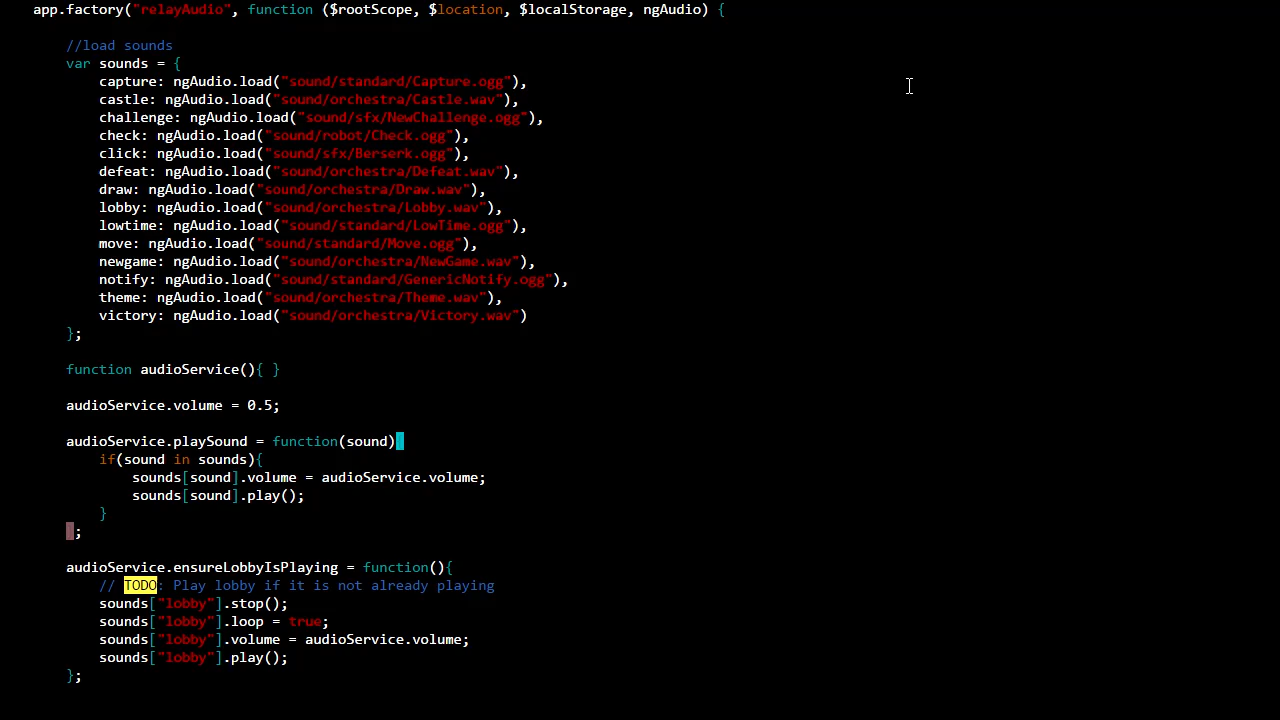 app.factory("relayAudio", function ($rootScope, $location, $localStorage, ngAudio) {
//load sounds
var sounds = {
capture: ngAudio.load("sound/standard/Capture.ogg"),
castle: ngAudio.load("sound/orchestra/Castle.wav"),
challenge: ngAudio.load("sound/sfx/NewChallenge.ogg"),
check: ngAudio.load("sound/robot/Check.ogg"),
click: ngAudio.load("sound/sfx/Berserk.ogg"),
defeat: ngAudio.load("sound/orchestra/Defeat.wav"),
draw: ngAudio.load("sound/orchestra/Draw.wav"),
lobby: ngAudio.load("sound/orchestra/Lobby.wav"),
lowtime: ngAudio.load("sound/standard/LowTime.ogg"),
move: ngAudio.load("sound/standard/Move.ogg"),
newgame: ngAudio.load("sound/orchestra/NewGame.wav"),
notify: ngAudio.load("sound/standard/GenericNotify.ogg"),
theme: ngAudio.load("sound/orchestra/Theme.wav"),
victory: ngAudio.load("sound/orchestra/Victory.wav")
};
function audioService(){ }
audioService.volume = 0.5;
audioService.playSound = function(sound){
if(sound in sounds){
sounds[sound].volume = audioService.volume;
sounds[sound].play();
}
};
audioService.ensureLobbyIsPlaying = function(){
// TODO: Play lobby if it is not already playing
sounds["lobby"].stop();
sounds["lobby"].loop = true;
sounds["lobby"].volume = audioService.volume;
sounds["lobby"].play();
};